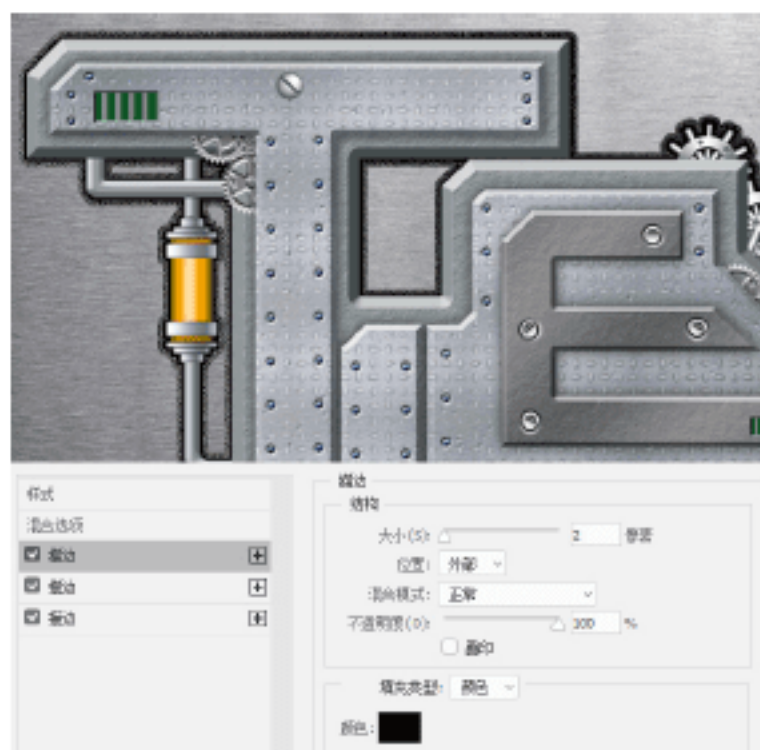 TE
描边
样式
结构
混合选项
大小(S): 2 像素
描边
位置: 外部
描边
混合模式: 正常
描边
不透明度(O): 100 %
叠印
填充类型: 颜色
颜色: